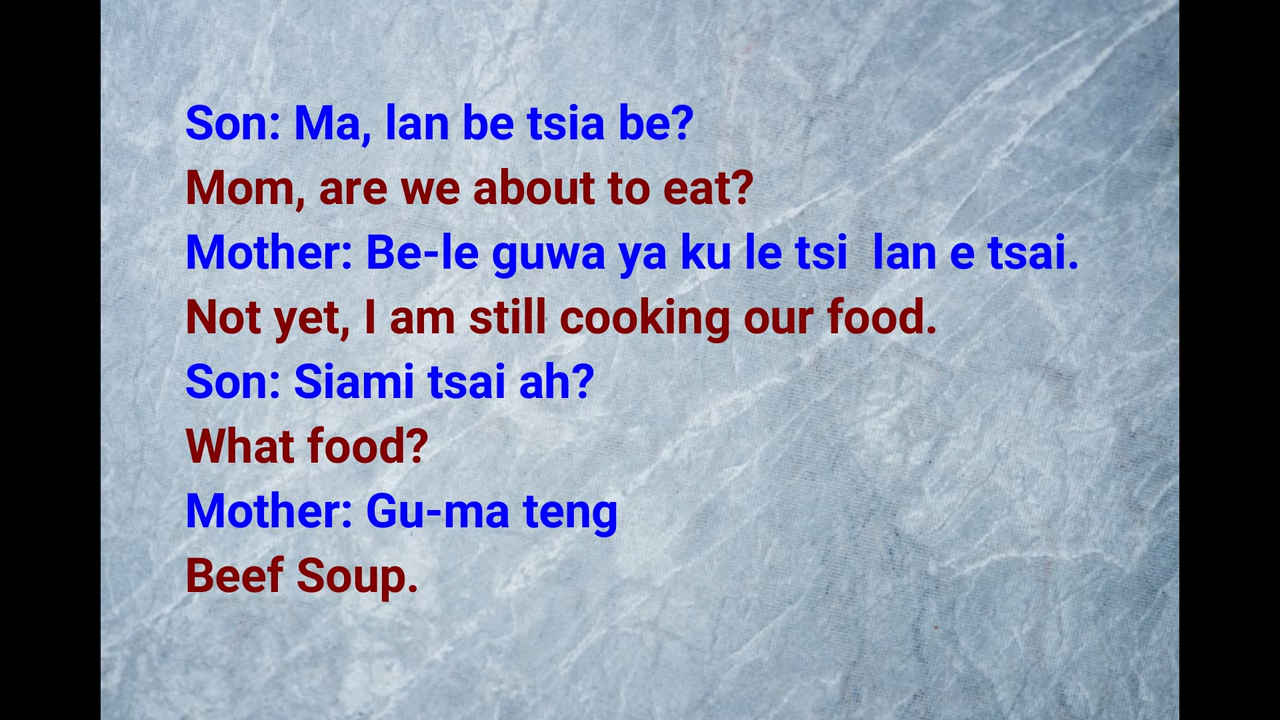 Son: Ma, lan be tsia be?
Mom, are we about to eat?
Mother: Be-le guwa ya ku le tsi  lan e tsai.
Not yet, I am still cooking our food.
Son: Siami tsai ah?
What food?
Mother: Gu-ma teng
Beef Soup.